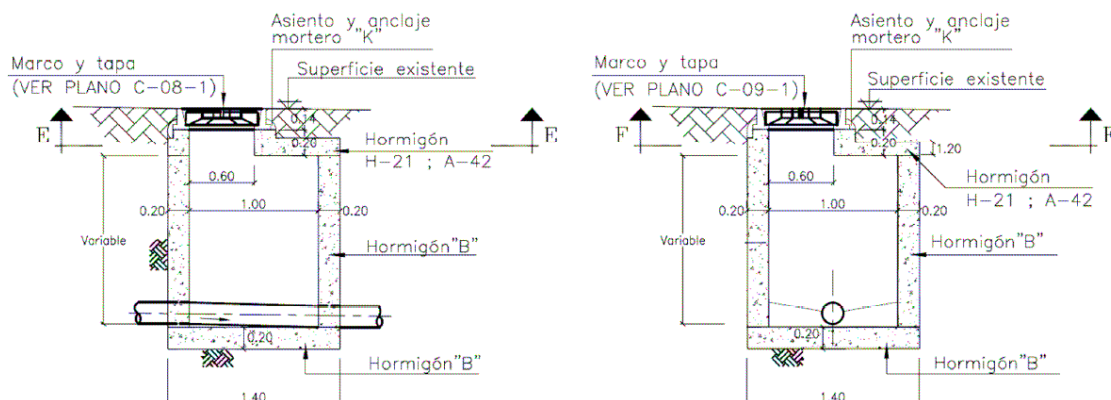 Asiento y anclaje
mortero "K"
Marco y tapa
(VER PLANO C-08-1)
Superficie existente
E
E
0.14
0.20
Hormigón
H-21 ; A-42
0.60
0.20
1.00
0.20
Variable
Hormigón"B"
0.20
Hormigón"B"
1.40
Asiento y anclaje
mortero "K"
Marco y tapa
(VER PLANO C-09-1)
Superficie existente
F
F
0.14
0.20
1.20
Hormigón
H-21 ; A-42
0.60
0.20
1.00
0.20
Variable
Hormigón"B"
0.20
Hormigón"B"
1.40